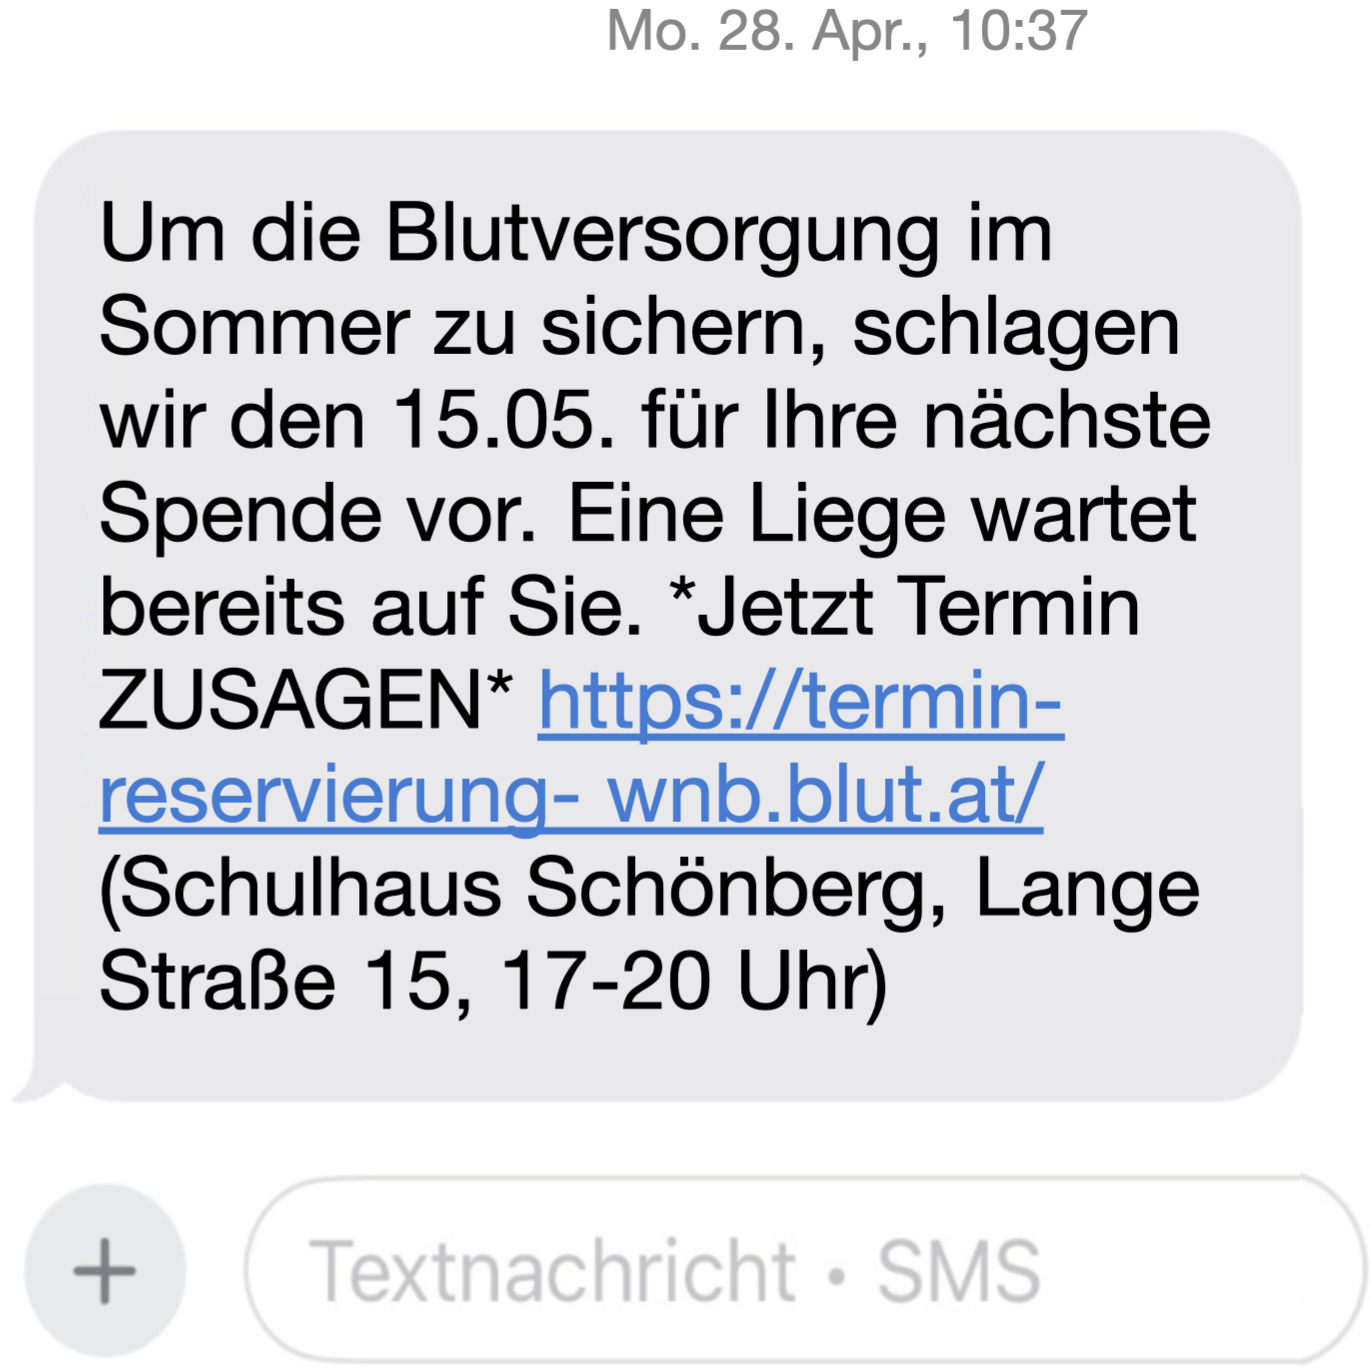 Mo. 28. Apr., 10:37
Um die Blutversorgung im
Sommer zu sichern, schlagen
wir den 15.05. für Ihre nächste
Spende vor. Eine Liege wartet
bereits auf Sie. *Jetzt Termin
ZUSAGEN* https://termin-
reservierung- wnb.blut.at/
(Schulhaus Schönberg, Lange
Straße 15, 17-20 Uhr)
+
Textnachricht • SMS